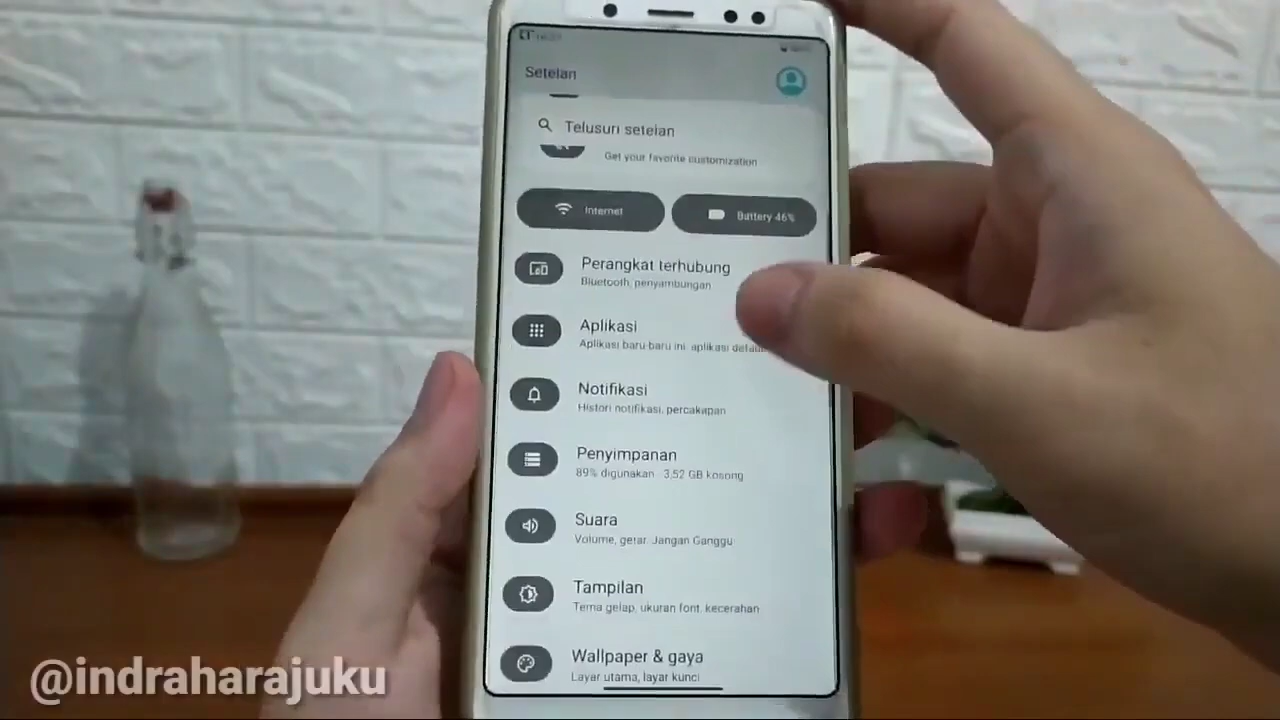 Setelan
Telusuri setelan
Get your favorite customization
Internet
Battery 46%
Perangkat terhubung
Bluetooth, penyambungan
Aplikasi
Aplikasi baru-baru ini, aplikasi
Notifikasi
Histori notifikasi, percakapan
Penyimpanan
89% digunakan - 3,52 GB kosong
Suara
Volume, getar, Jangan Ganggu
Tampilan
Tema gelap, ukuran font, kecerahan
Wallpaper & gaya
Layar utama, layar kunci
@indraharajuku